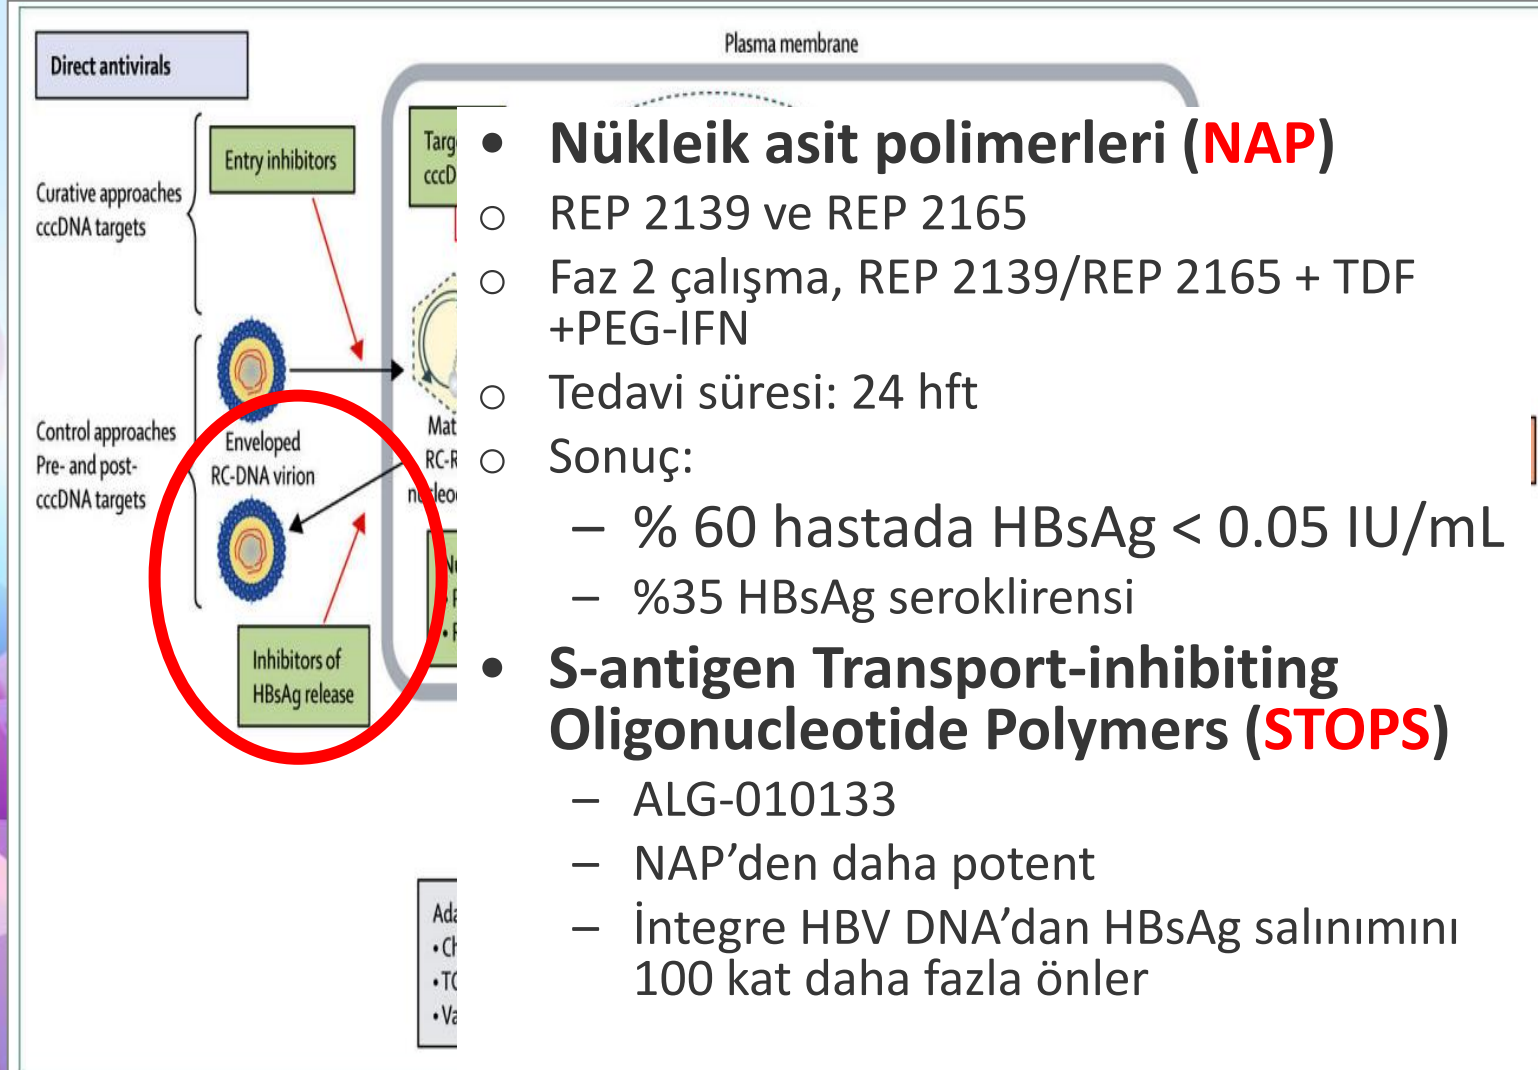 Plasma membrane
Direct antivirals
Entry inhibitors
Curative approaches
cccDNA targets
Control approaches
Pre- and post-
cccDNA targets
Enveloped
RC-DNA virion
Inhibitors of
HBsAg release
• Nükleik asit polimerleri (NAP)
o REP 2139 ve REP 2165
o Faz 2 çalışma, REP 2139/REP 2165 + TDF
+PEG-IFN
o Tedavi süresi: 24 hft
o Sonuç:
– % 60 hastada HBsAg < 0.05 IU/mL
– %35 HBsAg seroklirensi
• S-antigen Transport-inhibiting
Oligonucleotide Polymers (STOPS)
– ALG-010133
– NAP’den daha potent
– İntegre HBV DNA’dan HBsAg salınımını
100 kat daha fazla önler